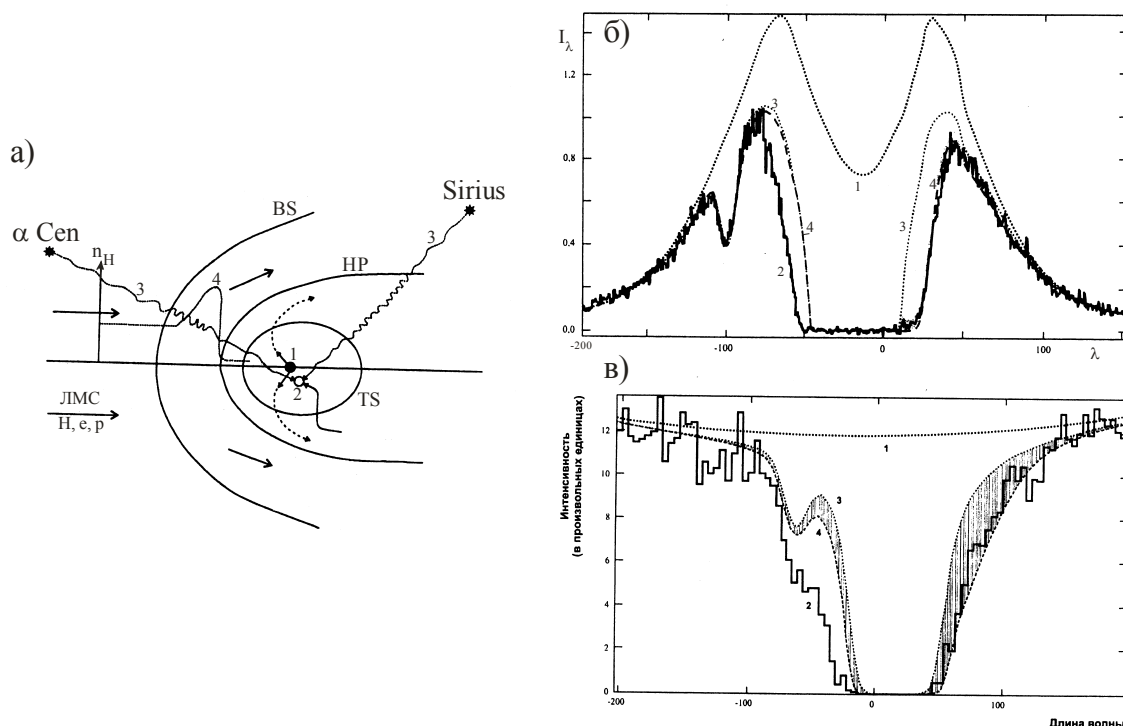 а)
α Cen
Sirius
BS
HP
TS
n_H
3
3
4
1
2
ЛМС
H, e, p
б)
I_λ
1.2
0.8
0.4
0.0
-200
-100
0
100
λ
1
2
3
3
4
4
в)
Интенсивность
(в произвольных единицах)
12
10
8
6
4
2
0
-200
-100
0
100
1
2
3
4
Длина волны